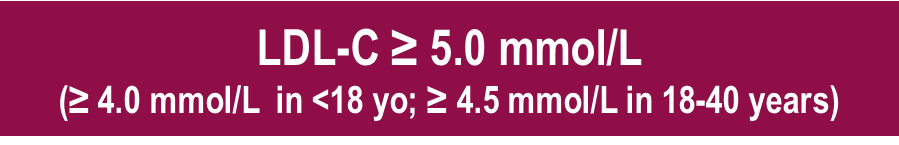 LDL-C ≥ 5.0 mmol/L
(≥ 4.0 mmol/L in <18 yo; ≥ 4.5 mmol/L in 18-40 years)